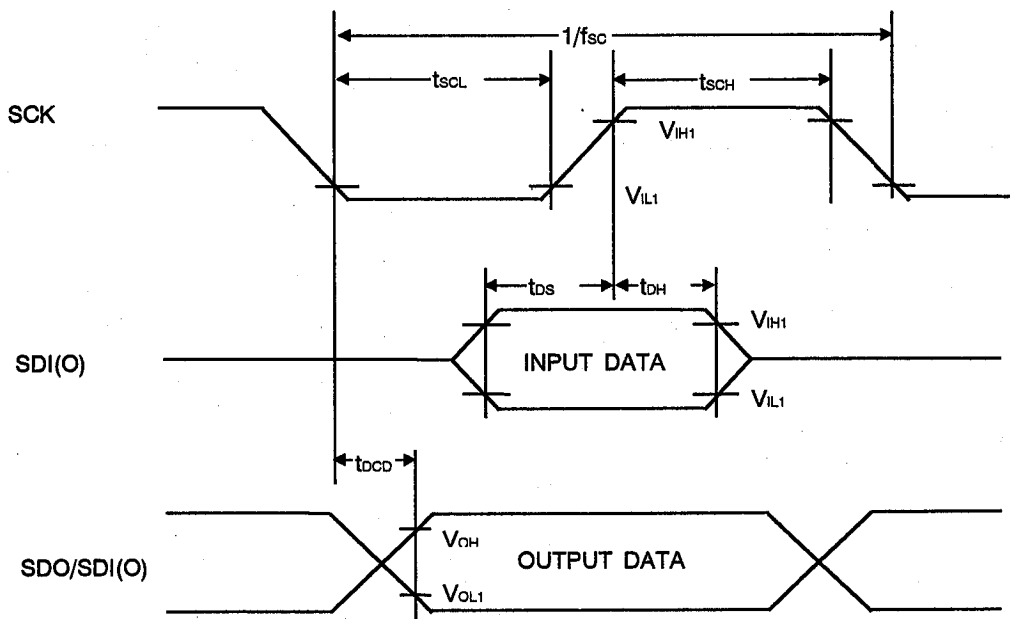 1/fSC
tSCL
tSCH
SCK
VIH1
VIL1
tDS
tDH
VIH1
SDI(O)
INPUT DATA
VIL1
tDCD
VOH
SDO/SDI(O)
OUTPUT DATA
VOL1